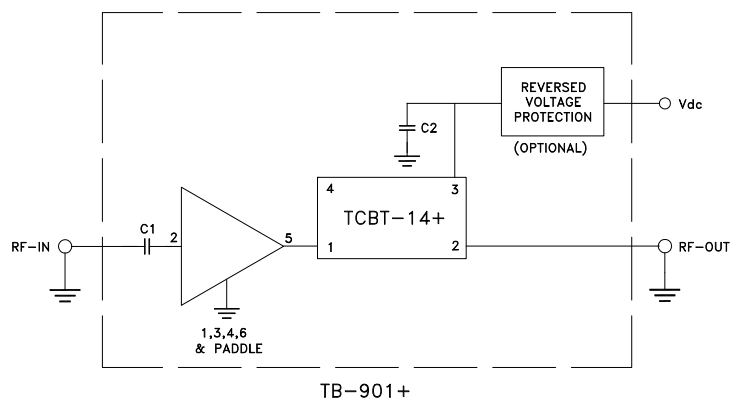 REVERSED
VOLTAGE
PROTECTION
(OPTIONAL)
Vdc
C2
4
3
TCBT-14+
1
2
C1
2
5
RF-IN
RF-OUT
1,3,4,6
& PADDLE
TB-901+